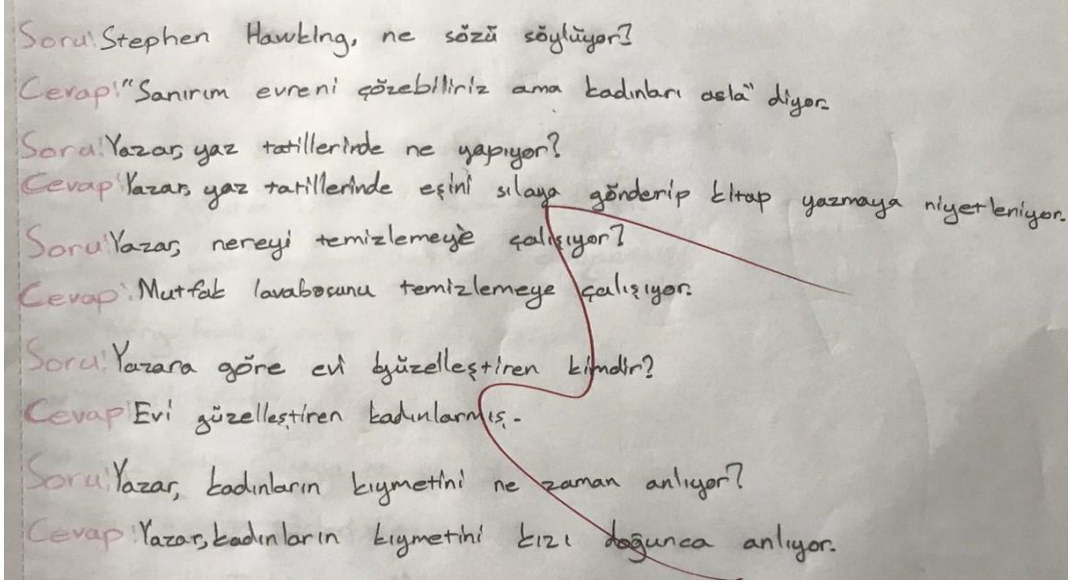 Soru: Stephen Hawking, ne sözü söylüyor?
Cevap: "Sanırım evreni çözebiliriz ama kadınları asla" diyor.
Soru: Yazar, yaz tatillerinde ne yapıyor?
Cevap: Yazar, yaz tatillerinde eşini sılaya gönderip kitap yazmaya niyetleniyor.
Soru: Yazar, nereyi temizlemeye çalışıyor?
Cevap: Mutfak lavabosunu temizlemeye çalışıyor.
Soru: Yazara göre evi güzelleştiren kimdir?
Cevap: Evi güzelleştiren kadınlarmış.
Soru: Yazar, kadınların kıymetini ne zaman anlıyor?
Cevap: Yazar, kadınların kıymetini kızı doğunca anlıyor.